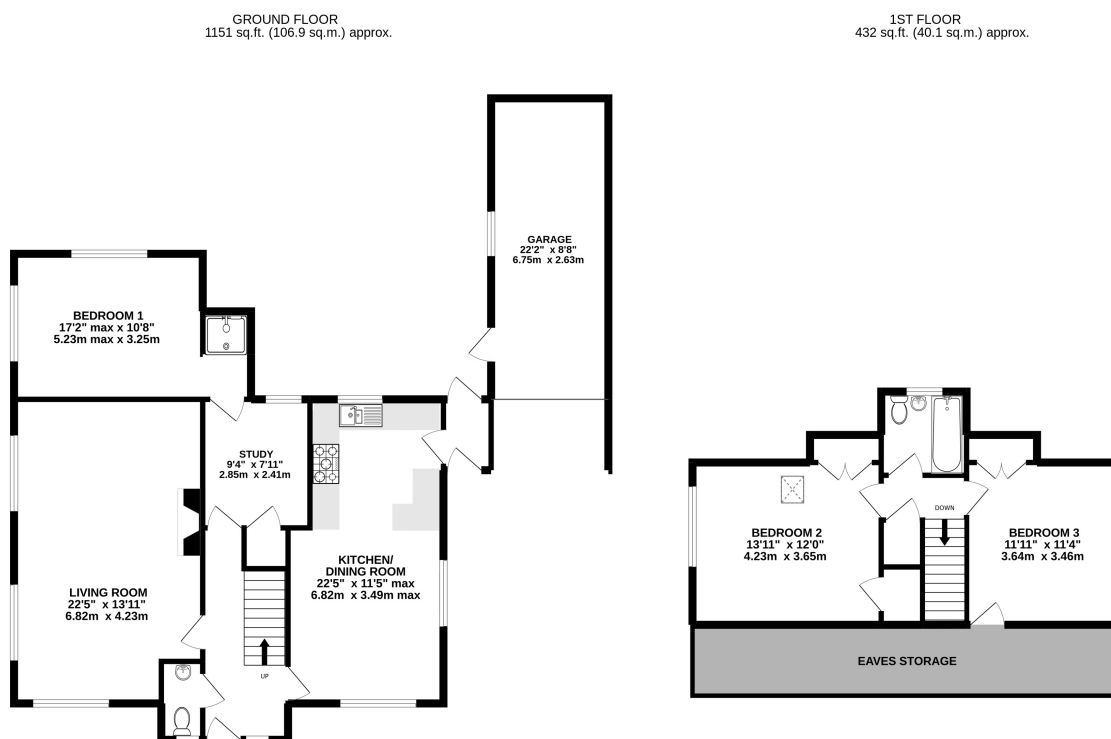 GROUND FLOOR
1151 sq.ft. (106.9 sq.m.) approx.
1ST FLOOR
432 sq.ft. (40.1 sq.m.) approx.
GARAGE
22'2" x 8'8"
6.75m x 2.63m
BEDROOM 1
17'2" max x 10'8"
5.23m max x 3.25m
STUDY
9'4" x 7'11"
2.85m x 2.41m
KITCHEN/
DINING ROOM
22'5" x 11'5" max
6.82m x 3.49m max
LIVING ROOM
22'5" x 13'11"
6.82m x 4.23m
UP
DOWN
BEDROOM 2
13'11" x 12'0"
4.23m x 3.65m
BEDROOM 3
11'11" x 11'4"
3.64m x 3.46m
EAVES STORAGE